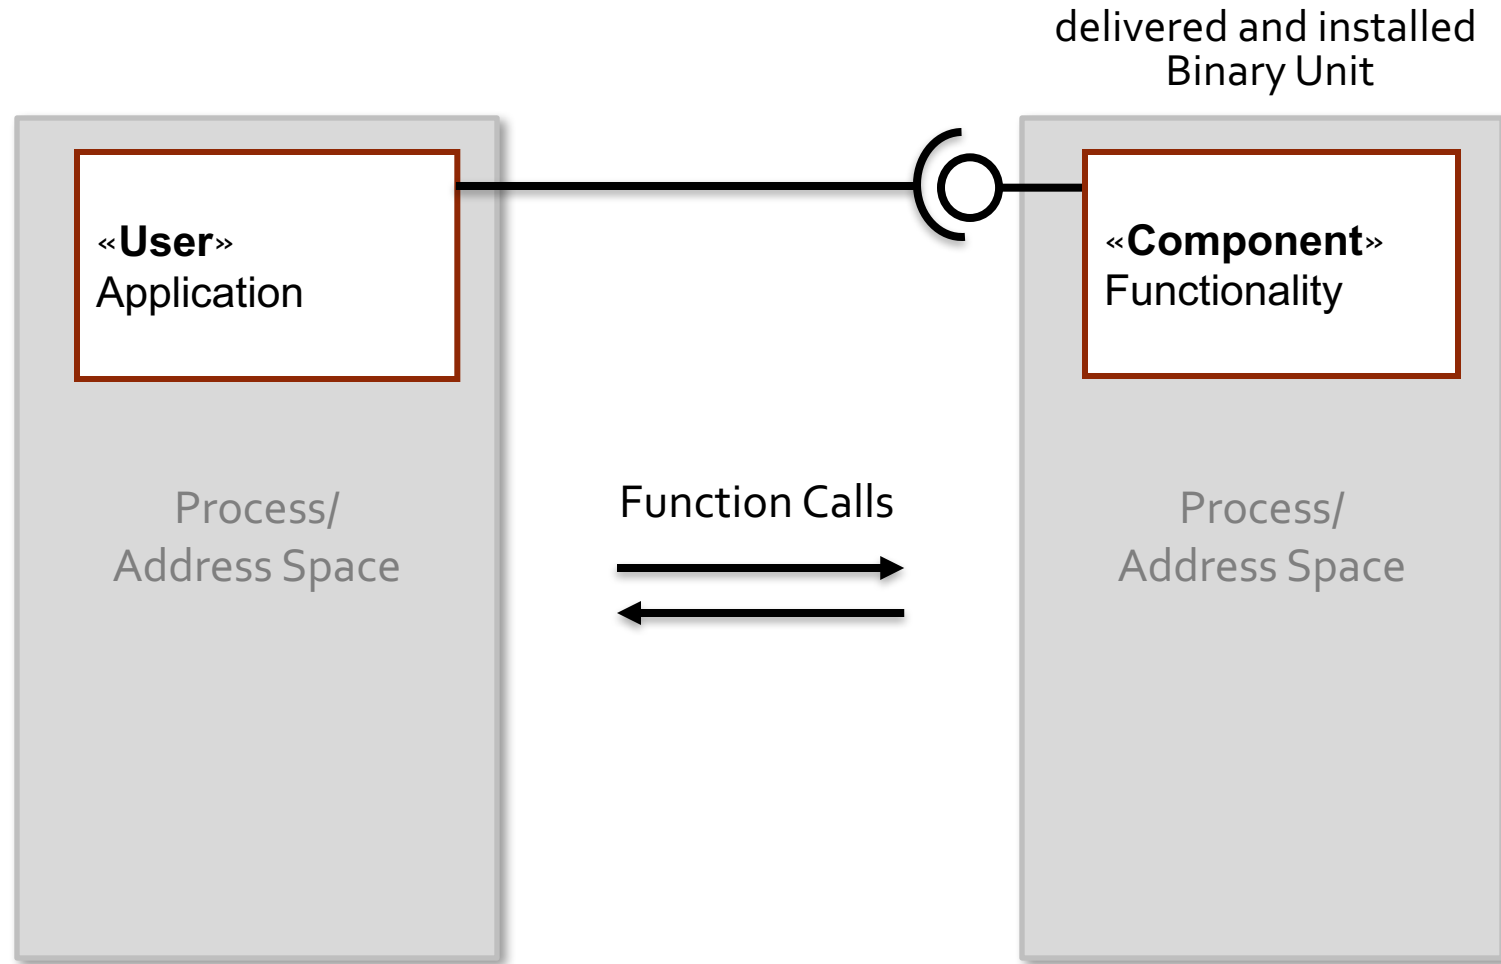 delivered and installed
Binary Unit
«User»
Application
«Component»
Functionality
Process/
Address Space
Function Calls
Process/
Address Space